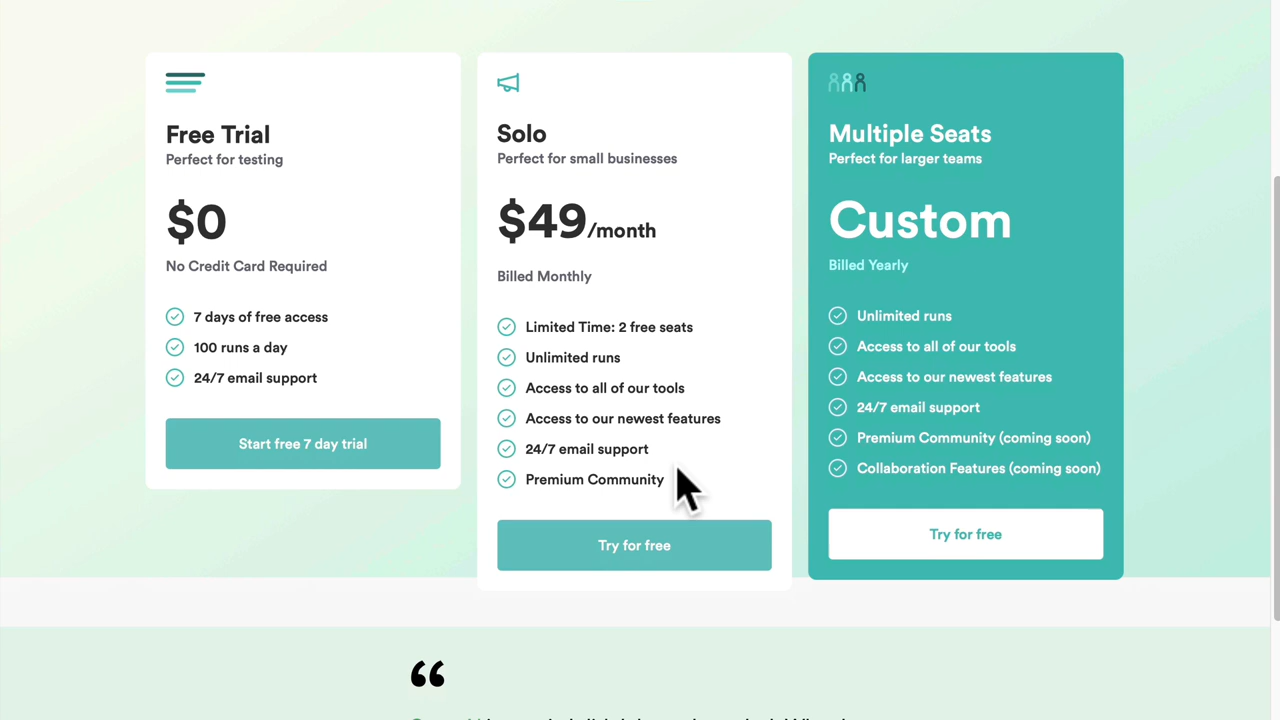 Free Trial
Perfect for testing
$0
No Credit Card Required
7 days of free access
100 runs a day
24/7 email support
Start free 7 day trial
Solo
Perfect for small businesses
$49/month
Billed Monthly
Limited Time: 2 free seats
Unlimited runs
Access to all of our tools
Access to our newest features
24/7 email support
Premium Community
Try for free
Multiple Seats
Perfect for larger teams
Custom
Billed Yearly
Unlimited runs
Access to all of our tools
Access to our newest features
24/7 email support
Premium Community (coming soon)
Collaboration Features (coming soon)
Try for free
“